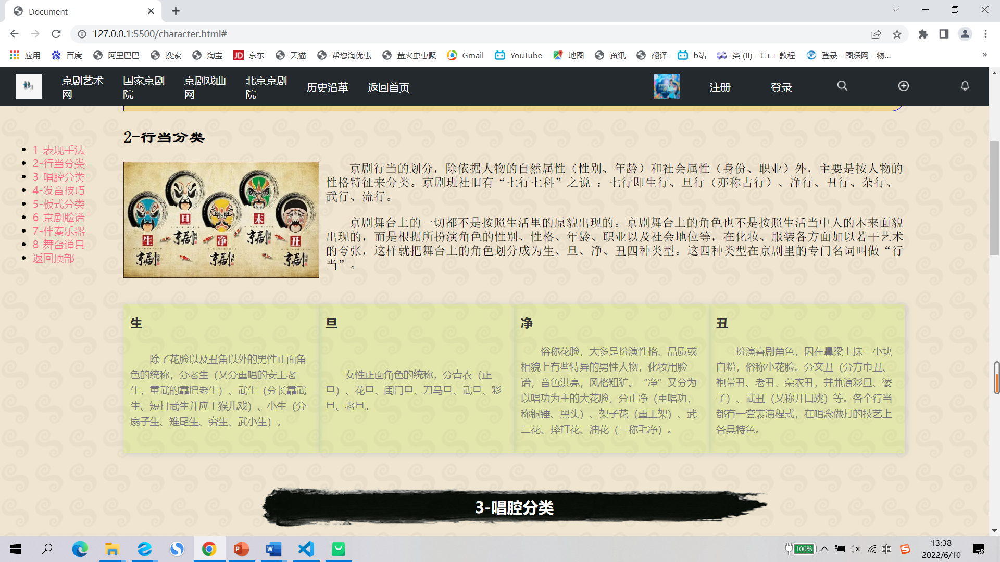 Document
127.0.0.1:5500/character.html#
应用
百度
阿里巴巴
搜索
淘宝
JD 京东
天猫
帮您淘优惠
萤火虫惠聚
Gmail
YouTube
地图
资讯
翻译
b站
类 (II) - C++ 教程
登录 - 图深网 - 物...
»
京剧艺术
网
国家京剧
院
京剧戏曲
网
北京京剧
院
历史沿革
返回首页
注册
登录
1-表现手法
2-行当分类
3-唱腔分类
4-发音技巧
5-板式分类
6-京剧脸谱
7-伴奏乐器
8-舞台道具
返回顶部
2-行当分类
旦
末
生
京剧
净
京剧
丑
京剧
京剧
京剧
京剧行当的划分，除依据人物的自然属性（性别、年龄）和社会属性（身份、职业）外，主要是按人物的
性格特征来分类。京剧班社旧有“七行七科”之说 ：七行即生行、旦行（亦称占行）、净行、丑行、杂行、
武行、流行。
京剧舞台上的一切都不是按照生活里的原貌出现的。京剧舞台上的角色也不是按照生活当中人的本来面貌
出现的，而是根据所扮演角色的性别、性格、年龄、职业以及社会地位等，在化妆、服装各方面加以若干艺术
的夸张，这样就把舞台上的角色划分成为生、旦、净、丑四种类型。这四种类型在京剧里的专门名词叫做“行
当”。
生
除了花脸以及丑角以外的男性正面角
色的统称，分老生（又分重唱的安工老
生，重武的靠把老生）、武生（分长靠武
生、短打武生并应工猴儿戏）、小生（分
扇子生、雉尾生、穷生、武小生）。
旦
女性正面角色的统称，分青衣（正
旦）、花旦、闺门旦、刀马旦、武旦、彩
旦、老旦。
净
俗称花脸，大多是扮演性格、品质或
相貌上有些特异的男性人物，化妆用脸
谱，音色洪亮，风格粗犷。“净”又分为
以唱功为主的大花脸，分正净（重唱功，
称铜锤、黑头）、架子花（重工架）、武
二花、摔打花、油花（一称毛净）。
丑
扮演喜剧角色，因在鼻梁上抹一小块
白粉，俗称小花脸。分文丑（分方巾丑、
袍带丑、老丑、荣衣丑，并兼演彩旦、婆
子）、武丑（又称开口跳）等。各个行当
都有一套表演程式，在唱念做打的技艺上
各具特色。
3-唱腔分类
100%
中
13:38
2022/6/10